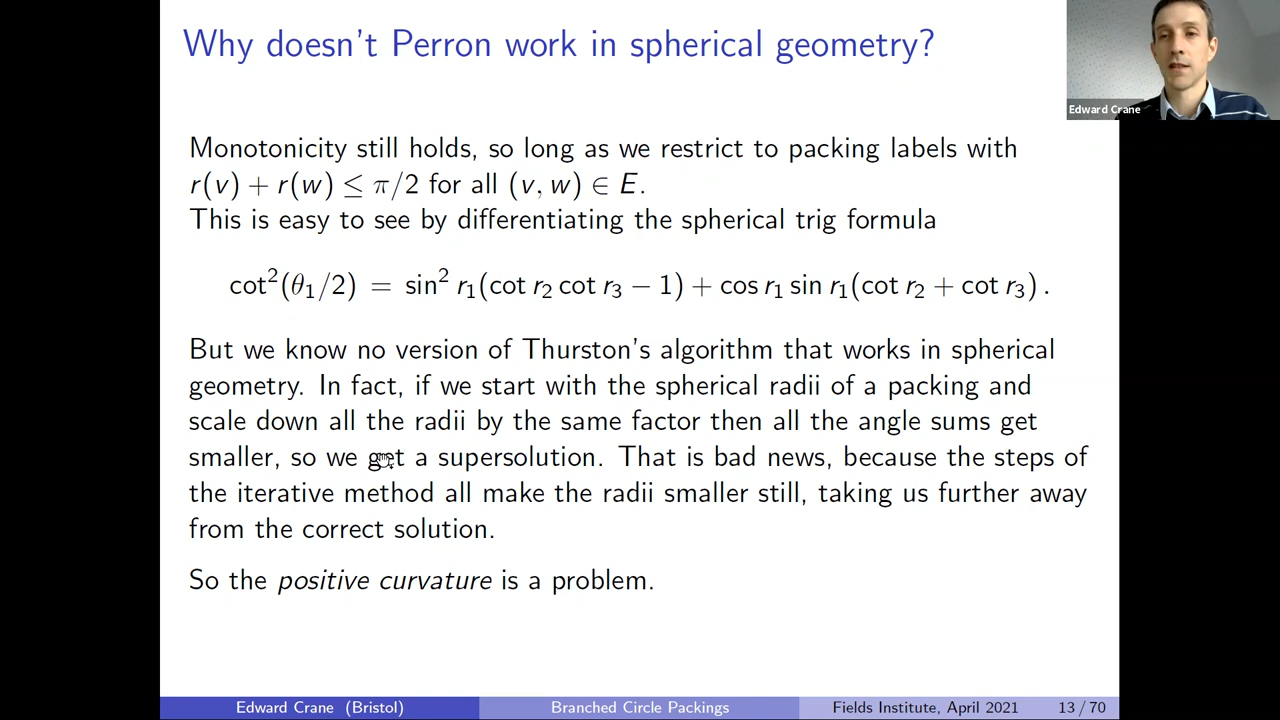 Why doesn't Perron work in spherical geometry?
Edward Crane
Monotonicity still holds, so long as we restrict to packing labels with
r(v) + r(w) ≤ π/2 for all (v, w) ∈ E.
This is easy to see by differentiating the spherical trig formula
cot²(θ₁/2) = sin² r₁(cot r₂ cot r₃ − 1) + cos r₁ sin r₁(cot r₂ + cot r₃) .
But we know no version of Thurston's algorithm that works in spherical
geometry. In fact, if we start with the spherical radii of a packing and
scale down all the radii by the same factor then all the angle sums get
smaller, so we get a supersolution. That is bad news, because the steps of
the iterative method all make the radii smaller still, taking us further away
from the correct solution.
So the positive curvature is a problem.
Edward Crane (Bristol)
Branched Circle Packings
Fields Institute, April 2021
13 / 70